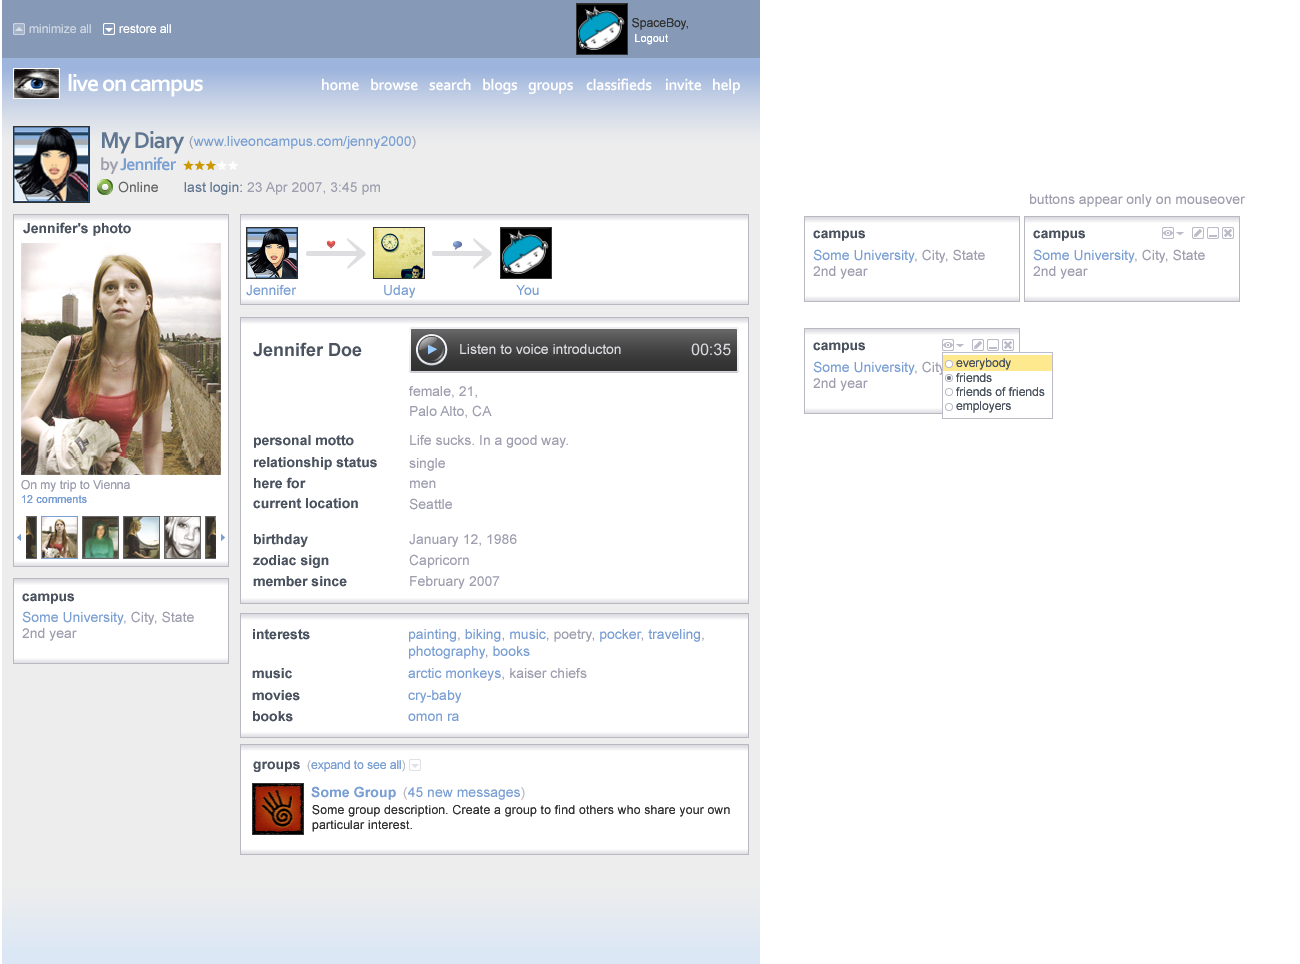 minimize all restore all
SpaceBoy,
Logout
live on campus
home browse search blogs groups classifieds invite help
My Diary (www.liveoncampus.com/jenny2000)
by Jennifer
Online last login: 23 Apr 2007, 3:45 pm
Jennifer's photo
On my trip to Vienna
12 comments
campus
Some University, City, State
2nd year
Jennifer Uday You
Jennifer Doe
Listen to voice introducton 00:35
female, 21,
Palo Alto, CA
personal motto Life sucks. In a good way.
relationship status single
here for men
current location Seattle
birthday January 12, 1986
zodiac sign Capricorn
member since February 2007
interests painting, biking, music, poetry, pocker, traveling,
photography, books
music arctic monkeys, kaiser chiefs
movies cry-baby
books omon ra
groups (expand to see all)
Some Group (45 new messages)
Some group description. Create a group to find others who share your own
particular interest.
buttons appear only on mouseover
campus
Some University, City, State
2nd year
campus
Some University, City, State
2nd year
campus
Some University, City
2nd year
everybody
friends
friends of friends
employers